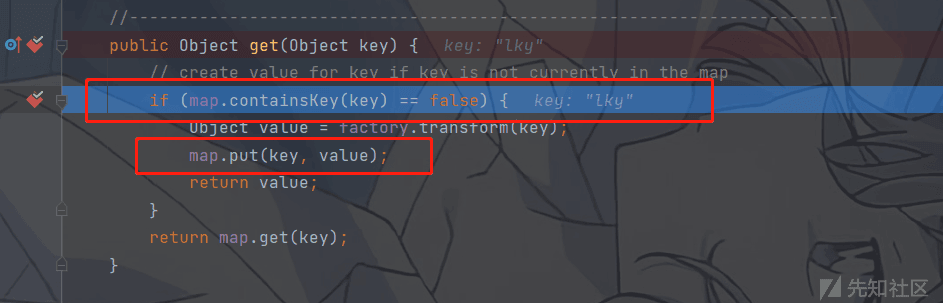 //----------------------------------------------------------------------
public Object get(Object key) { key: "lky"
// create value for key if key is not currently in the map
if (map.containsKey(key) == false) { key: "lky"
Object value = factory.transform(key);
map.put(key, value);
return value;
}
return map.get(key);
}
先知社区